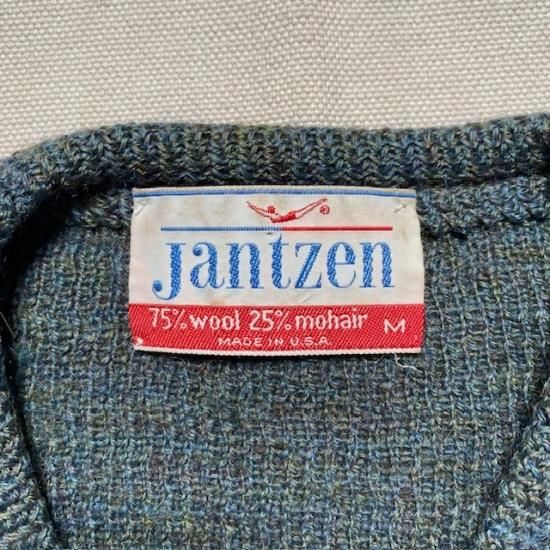 Jantzen
75% wool 25% mohair M
MADE IN U.S.A.